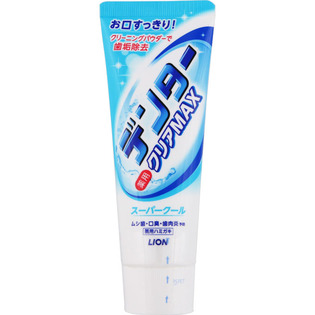 お口すっきり!
クリーニングパウダーで
歯垢除去
デンター
薬用
クリアMAX
スーパークール
ムシ歯・口臭・歯肉炎予防
薬用ハミガキ
LION